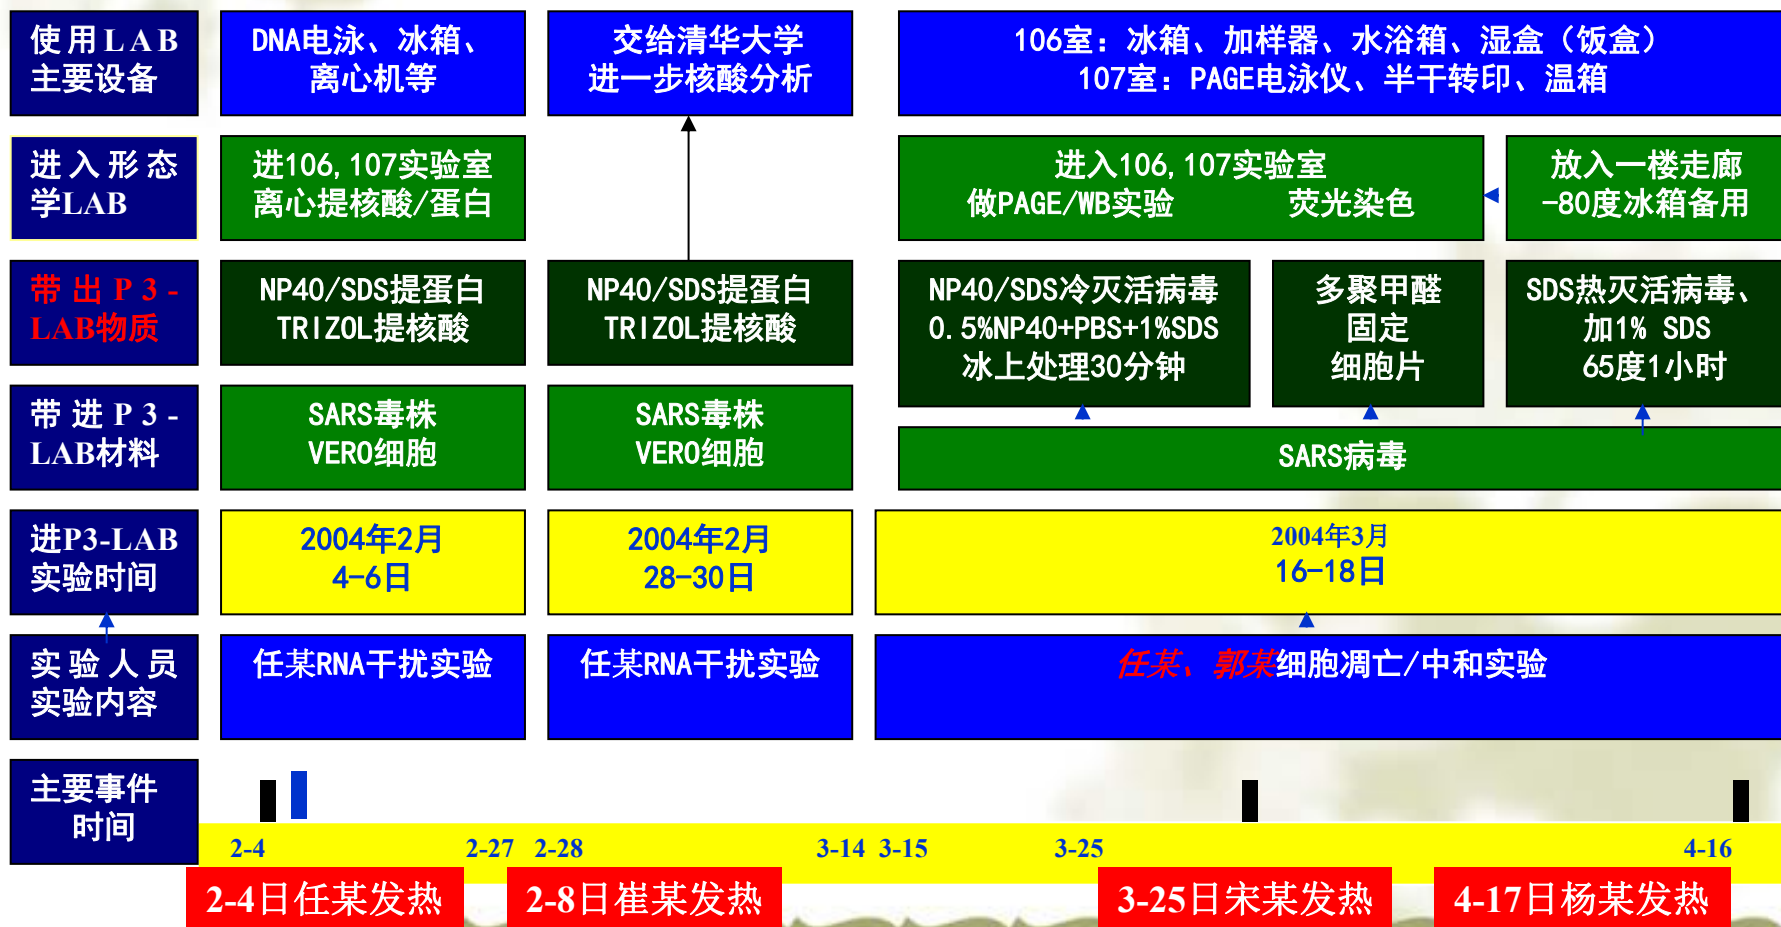 使用LAB
主要设备
DNA电泳、冰箱、
离心机等
交给清华大学
进一步核酸分析
106室：冰箱、加样器、水浴箱、湿盒（饭盒）
107室：PAGE电泳仪、半干转印、温箱
进入形态
学LAB
进106,107实验室
离心提核酸/蛋白
进入106,107实验室
做PAGE/WB实验 荧光染色
放入一楼走廊
-80度冰箱备用
带出P3-
LAB物质
NP40/SDS提蛋白
TRIZOL提核酸
NP40/SDS提蛋白
TRIZOL提核酸
NP40/SDS冷灭活病毒
0.5%NP40+PBS+1%SDS
冰上处理30分钟
多聚甲醛
固定
细胞片
SDS热灭活病毒、
加1% SDS
65度1小时
带进P3-
LAB材料
SARS毒株
VERO细胞
SARS毒株
VERO细胞
SARS病毒
进P3-LAB
实验时间
2004年2月
4-6日
2004年2月
28-30日
2004年3月
16-18日
实验人员
实验内容
任某RNA干扰实验
任某RNA干扰实验
任某、郭某细胞凋亡/中和实验
主要事件
时间
2-4
2-27
2-28
3-14
3-15
3-25
4-16
2-4日任某发热
2-8日崔某发热
3-25日宋某发热
4-17日杨某发热